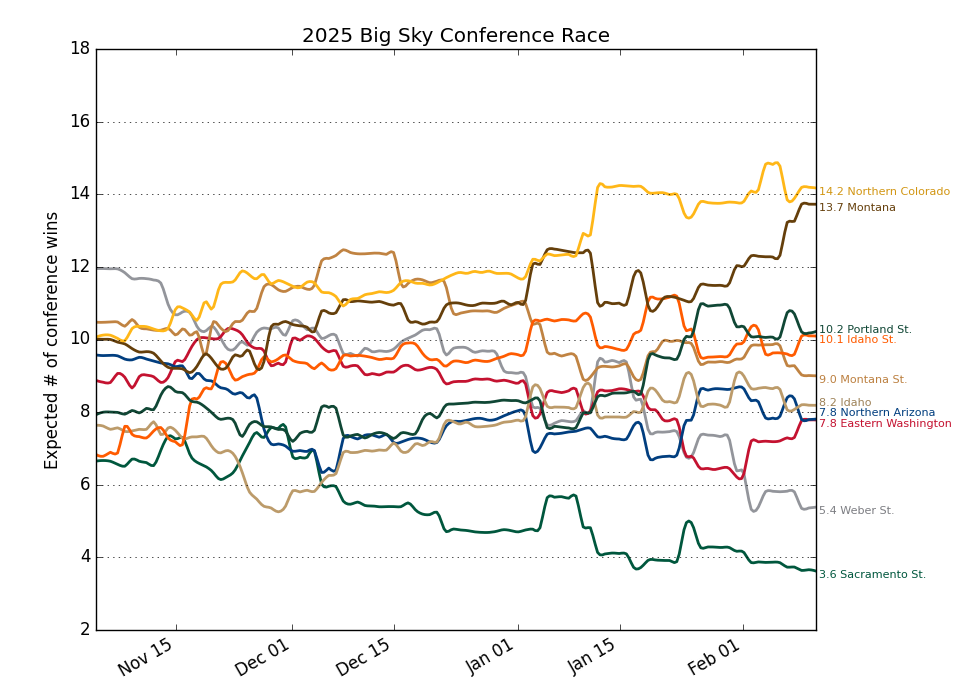 2025 Big Sky Conference Race
Expected # of conference wins
18
16
14
12
10
8
6
4
2
Nov 15
Dec 01
Dec 15
Jan 01
Jan 15
Feb 01
14.2 Northern Colorado
13.7 Montana
10.2 Portland St.
10.1 Idaho St.
9.0 Montana St.
8.2 Idaho
7.8 Northern Arizona
7.8 Eastern Washington
5.4 Weber St.
3.6 Sacramento St.